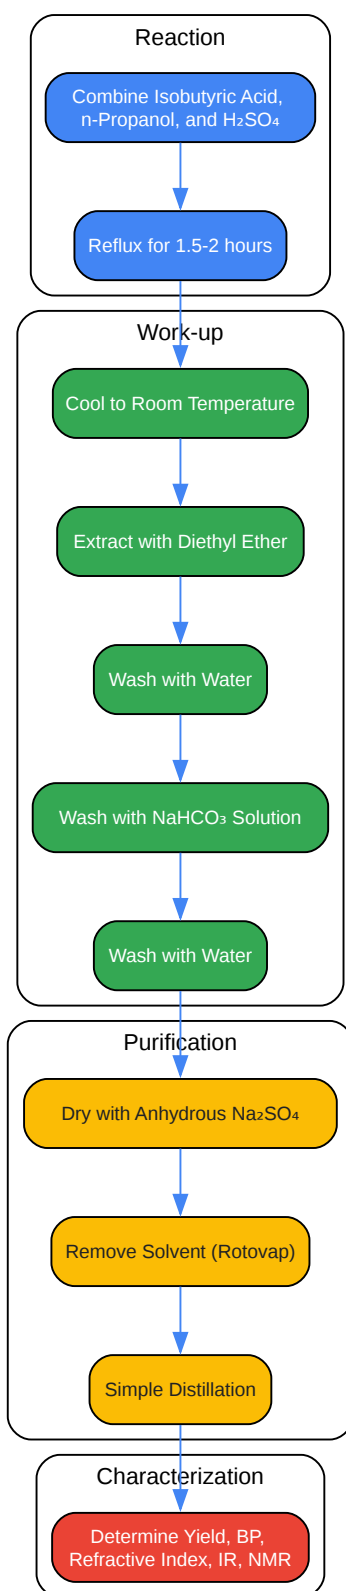 Reaction
Combine Isobutyric Acid,
n-Propanol, and H₂SO₄
Reflux for 1.5-2 hours
Work-up
Cool to Room Temperature
Extract with Diethyl Ether
Wash with Water
Wash with NaHCO₃ Solution
Wash with Water
Purification
Dry with Anhydrous Na₂SO₄
Remove Solvent (Rotovap)
Simple Distillation
Characterization
Determine Yield, BP,
Refractive Index, IR, NMR